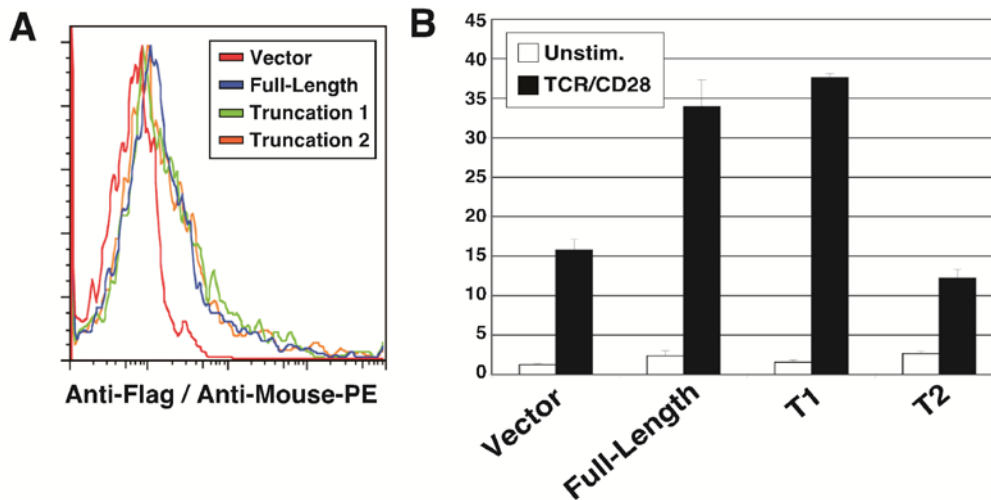 A
Vector
Full-Length
Truncation 1
Truncation 2
Anti-Flag / Anti-Mouse-PE
B
Unstim.
TCR/CD28
45
40
35
30
25
20
15
10
5
0
Vector
Full-Length
T1
T2